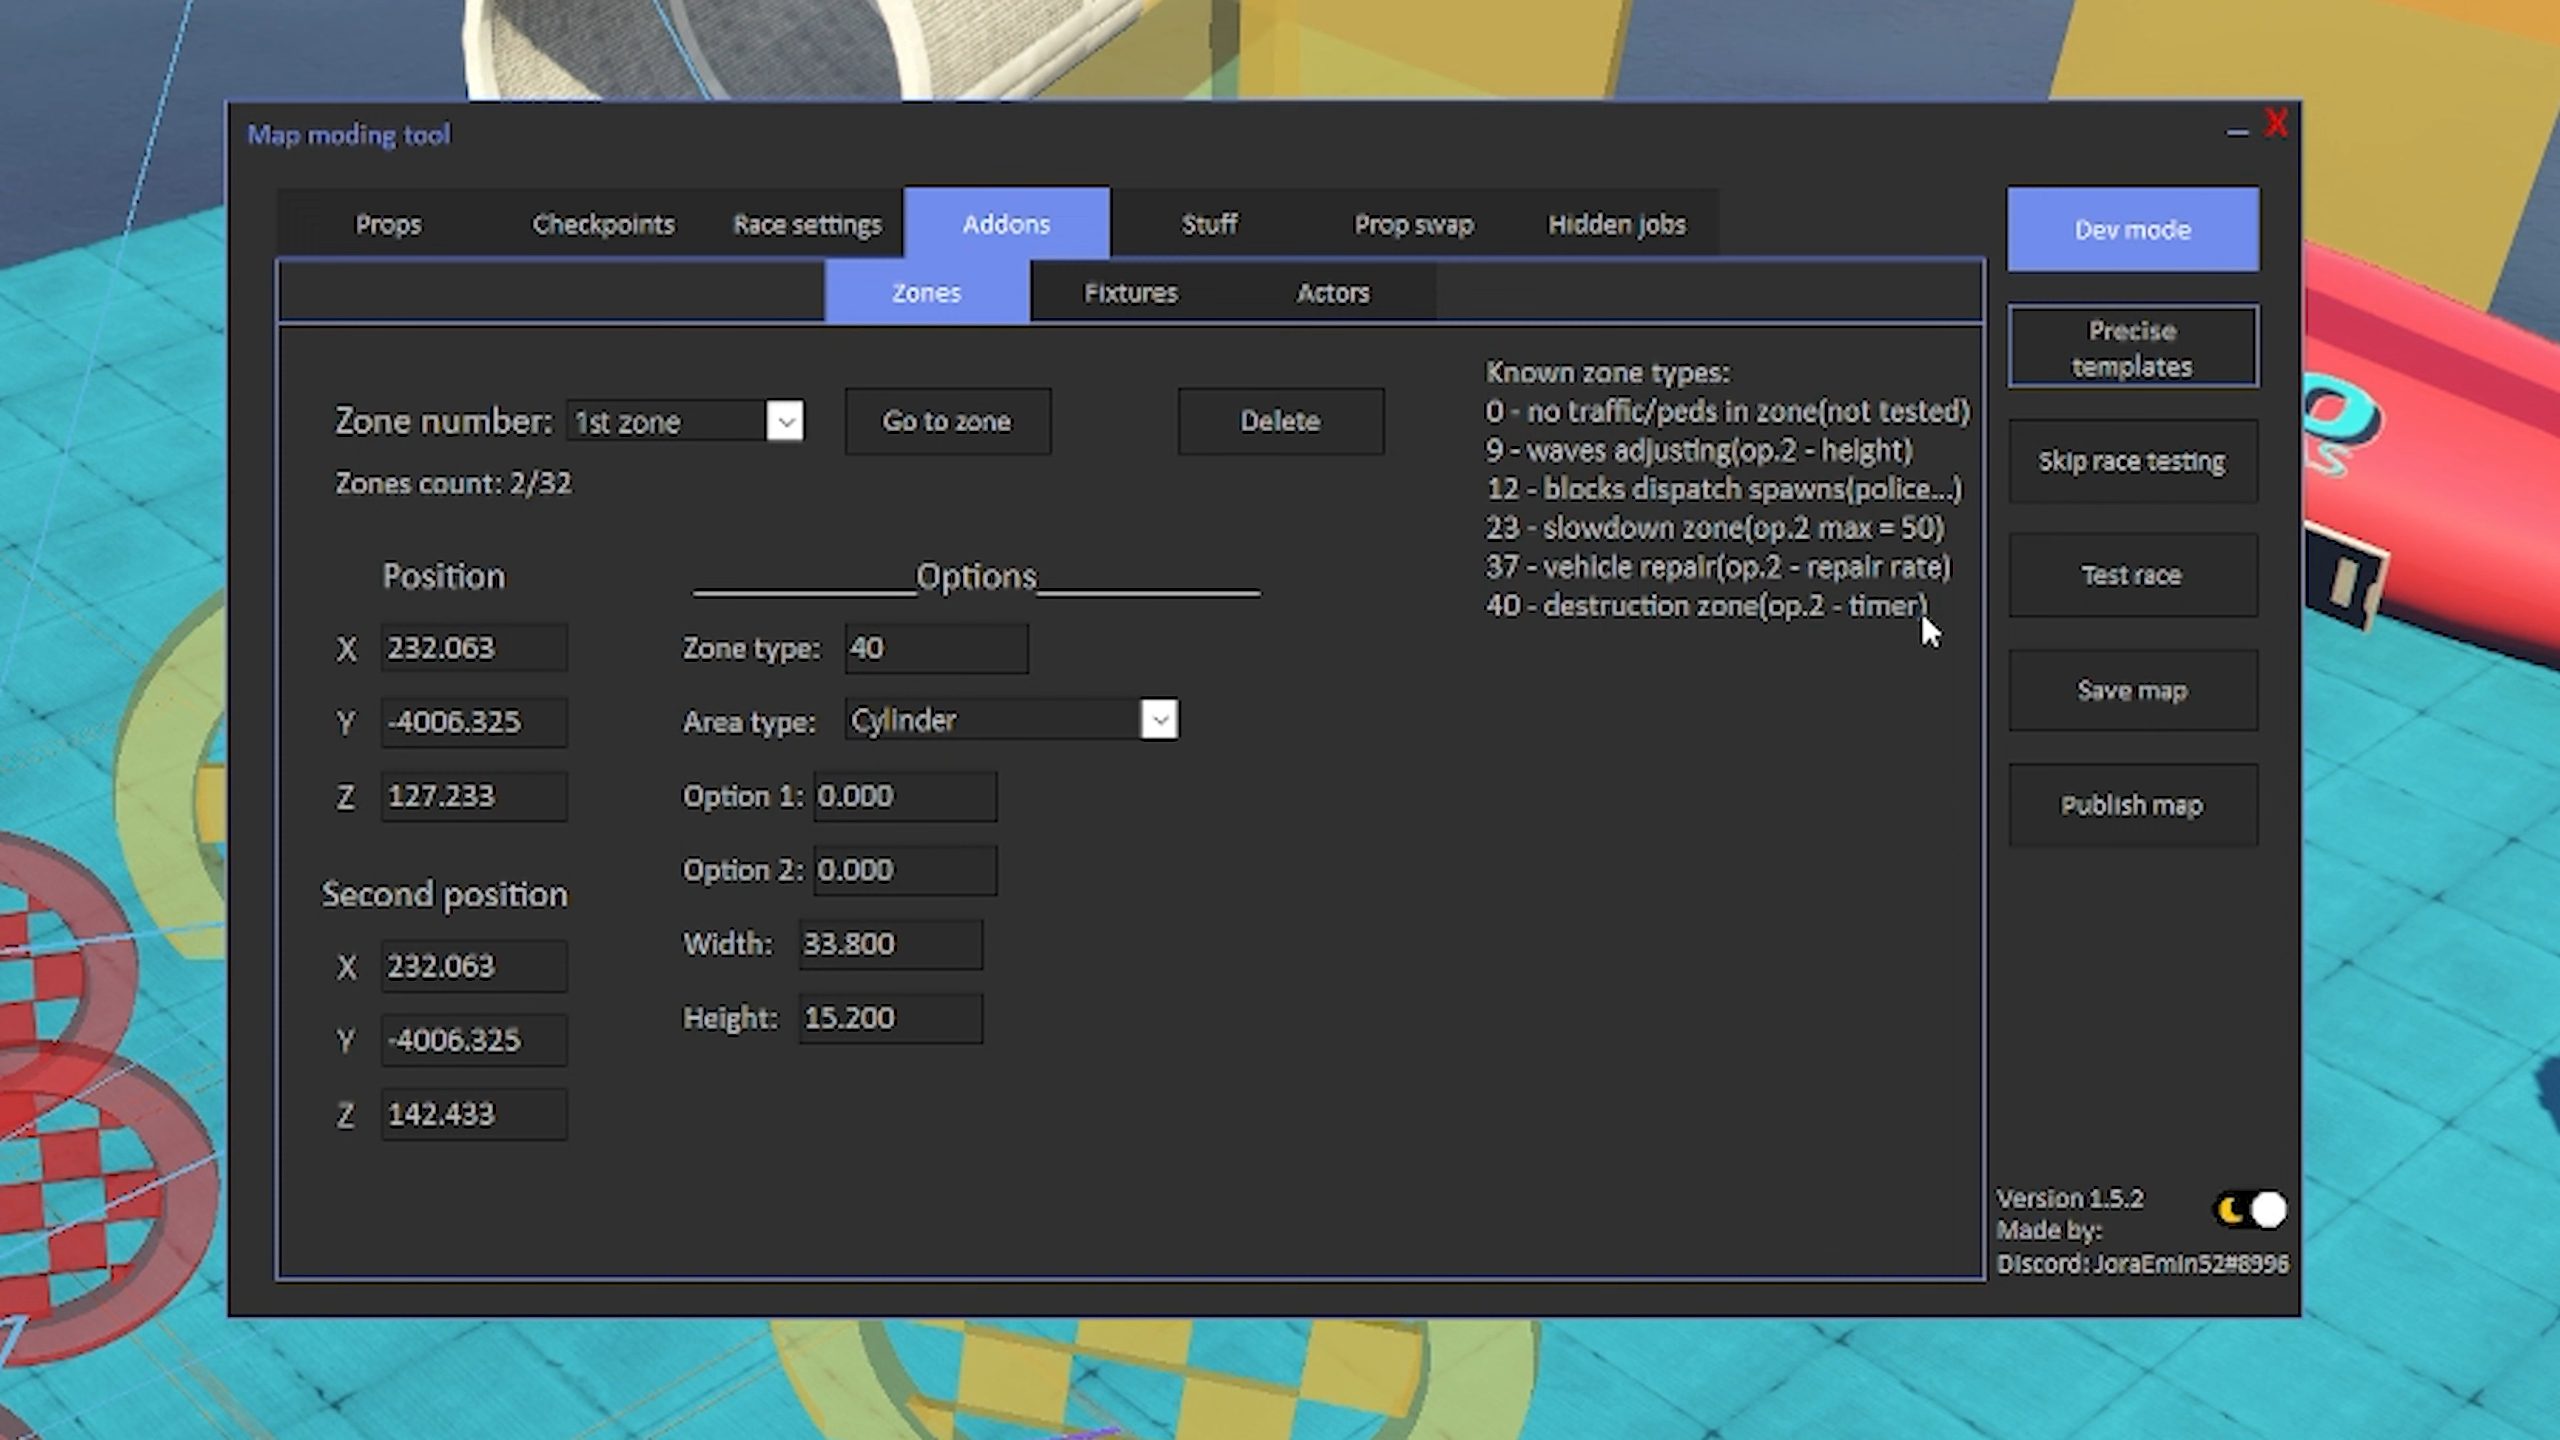 Map moding tool
X
Props
Checkpoints
Race settings
Addons
Stuff
Prop swap
Hidden jobs
Dev mode
Zones
Fixtures
Actors
Precise
templates
Zone number: 1st zone
Go to zone
Delete
Zones count: 2/32
Known zone types:
0 - no traffic/peds in zone(not tested)
9 - waves adjusting(op.2 - height)
12 - blocks dispatch spawns(police...)
23 - slowdown zone(op.2 max = 50)
37 - vehicle repair(op.2 - repair rate)
40 - destruction zone(op.2 - timer)
Skip race testing
Test race
Save map
Publish map
Position
X 232.063
Y -4006.325
Z 127.233
Second position
X 232.063
Y -4006.325
Z 142.433
Options
Zone type: 40
Area type: Cylinder
Option 1: 0.000
Option 2: 0.000
Width: 33.800
Height: 15.200
Version 1.5.2
Made by:
Discord: JoraEmin52#8996